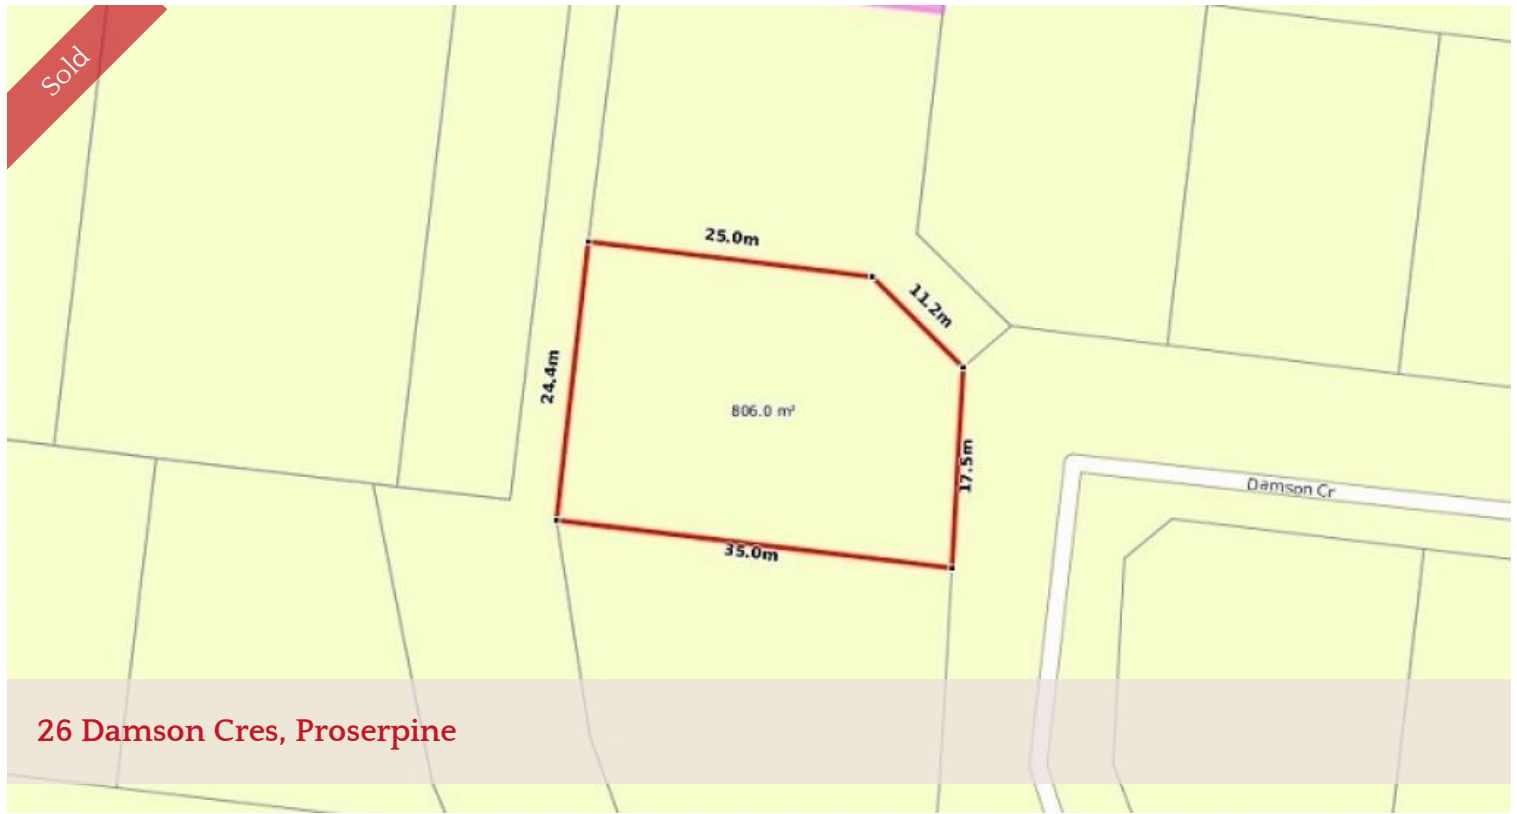 Sold
25.0m
11.2m
24.4m
806.0 m²
17.5m
Damson Cr
35.0m
26 Damson Cres, Proserpine